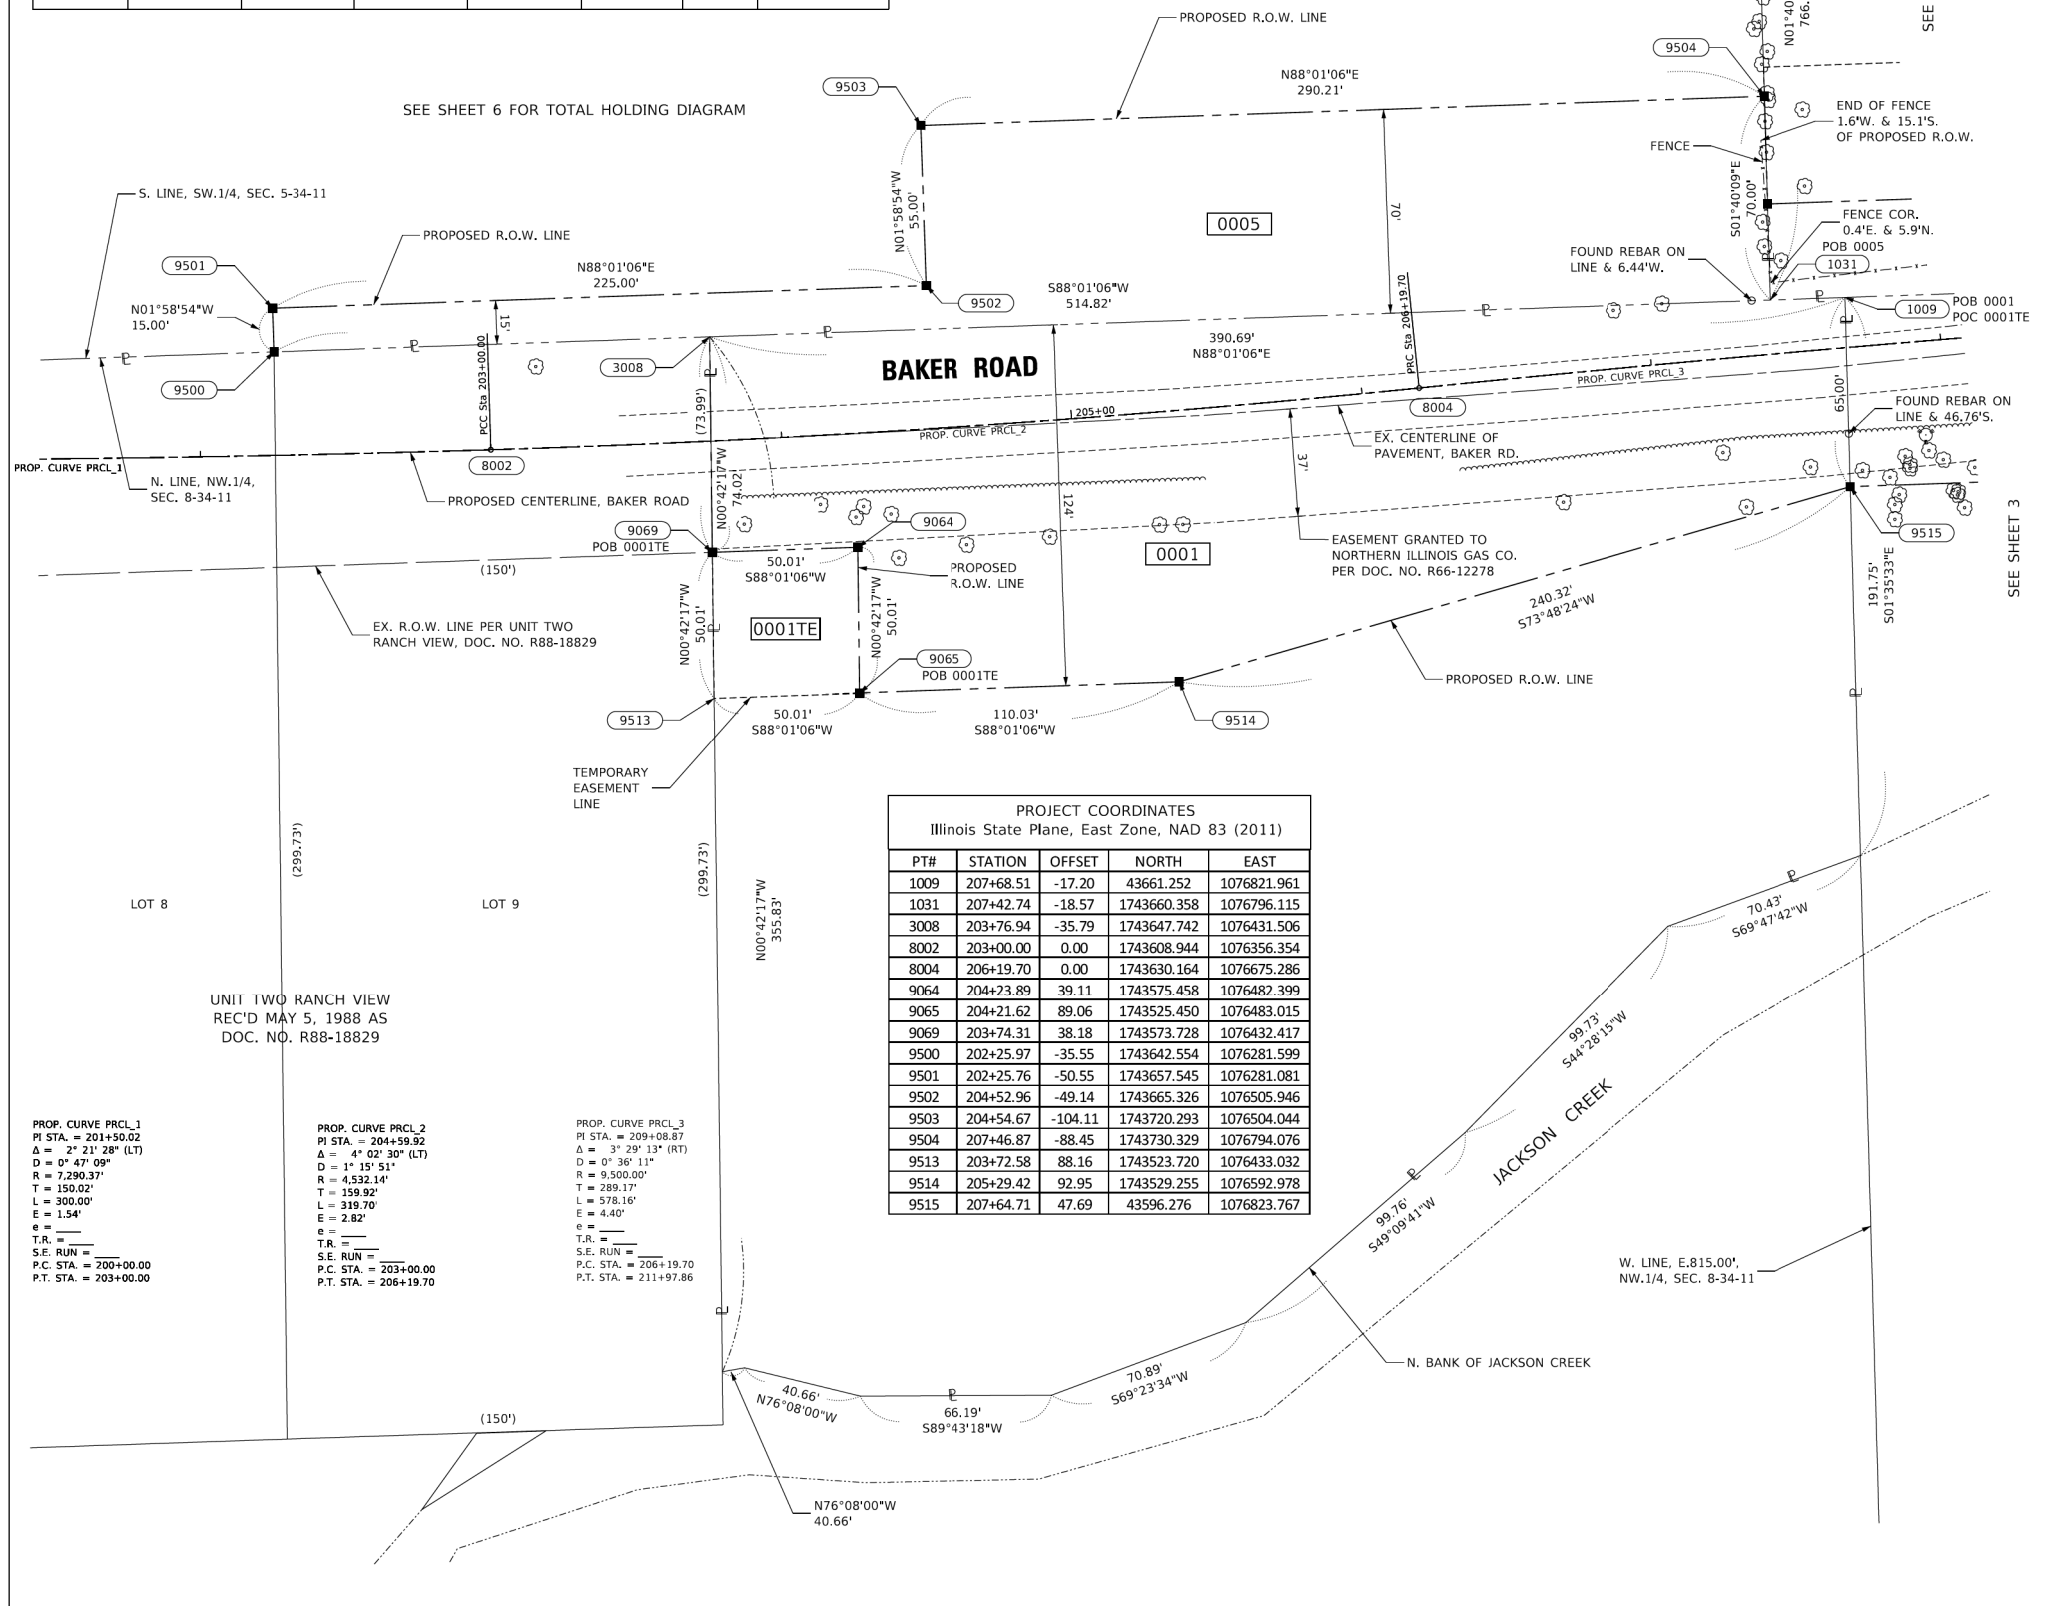 PROPOSED R.O.W. LINE
N01°40
766.
SEE
9504
9503
N88°01'06"E
290.21'
SEE SHEET 6 FOR TOTAL HOLDING DIAGRAM
END OF FENCE
1.6'W. & 15.1'S.
OF PROPOSED R.O.W.
FENCE
S. LINE, SW.1/4, SEC. 5-34-11
N01°58'54"W
55.00'
70'
0005
S01°40'09"E
70.00'
FENCE COR.
0.4'E. & 5.9'N.
POB 0005
1031
PROPOSED R.O.W. LINE
9501
N88°01'06"E
225.00'
FOUND REBAR ON
LINE & 6.44'W.
N01°58'54"W
15.00'
9502
S88°01'06"W
514.82'
1009
POB 0001
POC 0001TE
15'
PCC Sta 203+00.00
PRC Sta 206+19.70
390.69'
N88°01'06"E
3008
BAKER ROAD
9500
(73.99')
PROP. CURVE PRCL_3
65.00'
205+00
8004
FOUND REBAR ON
LINE & 46.76'S.
PROP. CURVE PRCL_2
EX. CENTERLINE OF
PAVEMENT, BAKER RD.
PROP. CURVE PRCL_1
8002
37'
N. LINE, NW.1/4,
SEC. 8-34-11
PROPOSED CENTERLINE, BAKER ROAD
N00°42'17"W
74.02'
124'
9069
POB 0001TE
9064
9515
SEE SHEET 3
(150')
50.01'
S88°01'06"W
PROPOSED
R.O.W. LINE
0001
EASEMENT GRANTED TO
NORTHERN ILLINOIS GAS CO.
PER DOC. NO. R66-12278
191.75'
S01°35'33"E
240.32'
S73°48'24"W
EX. R.O.W. LINE PER UNIT TWO
RANCH VIEW, DOC. NO. R88-18829
N00°42'17"W
50.01'
0001TE
N00°42'17"W
50.01'
9065
POB 0001TE
PROPOSED R.O.W. LINE
9513
50.01'
S88°01'06"W
110.03'
S88°01'06"W
9514
TEMPORARY
EASEMENT
LINE
PROJECT COORDINATES
Illinois State Plane, East Zone, NAD 83 (2011)
PT# STATION OFFSET NORTH EAST
1009 207+68.51 -17.20 43661.252 1076821.961
1031 207+42.74 -18.57 1743660.358 1076796.115
3008 203+76.94 -35.79 1743647.742 1076431.506
8002 203+00.00 0.00 1743608.944 1076356.354
8004 206+19.70 0.00 1743630.164 1076675.286
9064 204+23.89 39.11 1743575.458 1076482.399
9065 204+21.62 89.06 1743525.450 1076483.015
9069 203+74.31 38.18 1743573.728 1076432.417
9500 202+25.97 -35.55 1743642.554 1076281.599
9501 202+25.76 -50.55 1743657.545 1076281.081
9502 204+52.96 -49.14 1743665.326 1076505.946
9503 204+54.67 -104.11 1743720.293 1076504.044
9504 207+46.87 -88.45 1743730.329 1076794.076
9513 203+72.58 88.16 1743523.720 1076433.032
9514 205+29.42 92.95 1743529.255 1076592.978
9515 207+64.71 47.69 43596.276 1076823.767
(299.73')
(299.73')
N00°42'17"W
355.83'
LOT 8
LOT 9
70.43'
S69°47'42"W
UNIT TWO RANCH VIEW
REC'D MAY 5, 1988 AS
DOC. NO. R88-18829
99.73'
S44°28'15"W
JACKSON CREEK
PROP. CURVE PRCL_1
PI STA. = 201+50.02
Δ = 2° 21' 28" (LT)
D = 0° 47' 09"
R = 7,290.37'
T = 150.02'
L = 300.00'
E = 1.54'
e = ____
T.R. = ____
S.E. RUN = ____
P.C. STA. = 200+00.00
P.T. STA. = 203+00.00
PROP. CURVE PRCL_2
PI STA. = 204+59.92
Δ = 4° 02' 30" (LT)
D = 1° 15' 51"
R = 4,532.14'
T = 159.92'
L = 319.70'
E = 2.82'
e = ____
T.R. = ____
S.E. RUN = ____
P.C. STA. = 203+00.00
P.T. STA. = 206+19.70
PROP. CURVE PRCL_3
PI STA. = 209+08.87
Δ = 3° 29' 13" (RT)
D = 0° 36' 11"
R = 9,500.00'
T = 289.17'
L = 578.16'
E = 4.40'
e = ____
T.R. = ____
S.E. RUN = ____
P.C. STA. = 206+19.70
P.T. STA. = 211+97.86
99.76'
S49°09'41"W
W. LINE, E.815.00',
NW.1/4, SEC. 8-34-11
N. BANK OF JACKSON CREEK
70.89'
S69°23'34"W
40.66'
N76°08'00"W
66.19'
S89°43'18"W
(150')
N76°08'00"W
40.66'